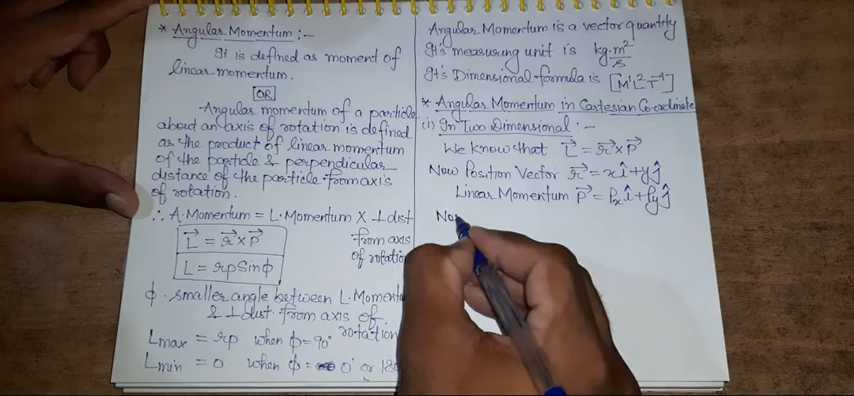 * Angular Momentum :-
It is defined as moment of
linear momentum.
OR
Angular momentum of a particle
about an axis of rotation is defined
as the product of linear momentum
of the particle & perpendicular
distance of the particle from axis
of rotation.
∴ A. Momentum = L. Momentum × ⊥ dist
from axis
of rotation
L⃗ = r⃗ × P⃗
L = rp Sinϕ
ϕ - smaller angle between L. Moment
& ⊥ dist from axis of
rotation
Lmax = rp when ϕ = 90°
Lmin = 0 when ϕ = 0° or 18
Angular Momentum is a vector quantity
It's measuring unit is kg·m²/s
It's Dimensional formula is [M¹L²T⁻¹]
* Angular Momentum in Cartesian Co-ordinate
(i) In Two Dimensional :-
We know that L⃗ = r⃗ × P⃗
Now Position Vector r⃗ = xî + yĵ
Linear Momentum P⃗ = Pxî + Pyĵ
No